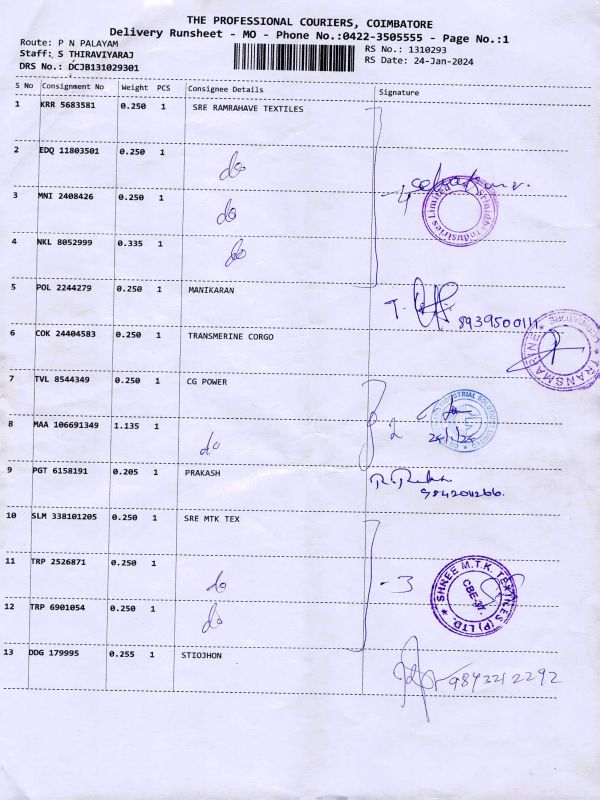 THE PROFESSIONAL COURIERS, COIMBATORE
Delivery Runsheet - MO - Phone No.:0422-3505555 - Page No.:1
Route: P N PALAYAM
RS No.: 1310293
Staff: S THIRAVIYARAJ
RS Date: 24-Jan-2024
DRS No.: DCJB131029301
S No Consignment No Weight PCS Consignee Details Signature
1 KRR 5683581 0.250 1 SRE RAMRAHAVE TEXTILES
2 EDQ 11803501 0.250 1 do
3 MNI 2408426 0.250 1 do
4 NKL 8052999 0.335 1 do
5 POL 2244279 0.250 1 MANIKARAN
6 COK 24404583 0.250 1 TRANSMERINE CORGO
7 TVL 8544349 0.250 1 CG POWER
8 MAA 106691349 1.135 1 do
24/1/24
9 PGT 6158191 0.205 1 PRAKASH
10 SLM 338101205 0.250 1 SRE MTK TEX
11 TRP 2526871 0.250 1 do
- 3
SHREE M.T.K. TEXTILES (P) LTD.
CBE-37.
12 TRP 6901054 0.250 1 do
13 DDG 179995 0.255 1 STIOJHON
9843212292